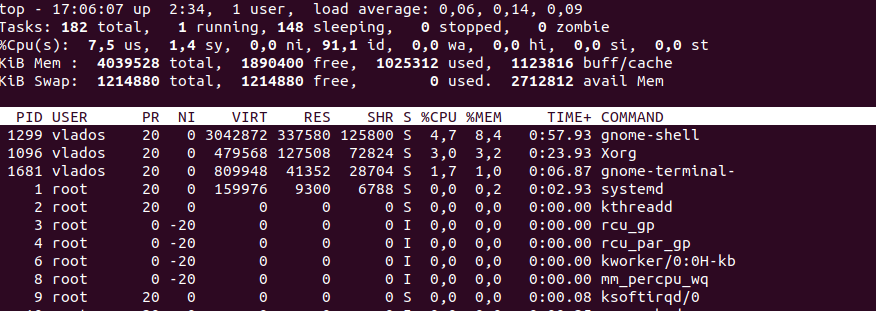 top - 17:06:07 up  2:34,  1 user,  load average: 0,06, 0,14, 0,09
Tasks: 182 total,   1 running, 148 sleeping,   0 stopped,   0 zombie
%Cpu(s):  7,5 us,  1,4 sy,  0,0 ni, 91,1 id,  0,0 wa,  0,0 hi,  0,0 si,  0,0 st
KiB Mem :  4039528 total,  1890400 free,  1025312 used,  1123816 buff/cache
KiB Swap:  1214880 total,  1214880 free,        0 used.  2712812 avail Mem
PID USER      PR  NI    VIRT    RES    SHR S %CPU %MEM     TIME+ COMMAND
1299 vlados    20   0 3042872 337580 125800 S  4,7  8,4   0:57.93 gnome-shell
1096 vlados    20   0  479568 127508  72824 S  3,0  3,2   0:23.93 Xorg
1681 vlados    20   0  809948  41352  28704 S  1,7  1,0   0:06.87 gnome-terminal-
1 root      20   0  159976   9300   6788 S  0,0  0,2   0:02.93 systemd
2 root      20   0       0      0      0 S  0,0  0,0   0:00.00 kthreadd
3 root       0 -20       0      0      0 I  0,0  0,0   0:00.00 rcu_gp
4 root       0 -20       0      0      0 I  0,0  0,0   0:00.00 rcu_par_gp
6 root       0 -20       0      0      0 I  0,0  0,0   0:00.00 kworker/0:0H-kb
8 root       0 -20       0      0      0 I  0,0  0,0   0:00.00 mm_percpu_wq
9 root      20   0       0      0      0 S  0,0  0,0   0:00.08 ksoftirqd/0